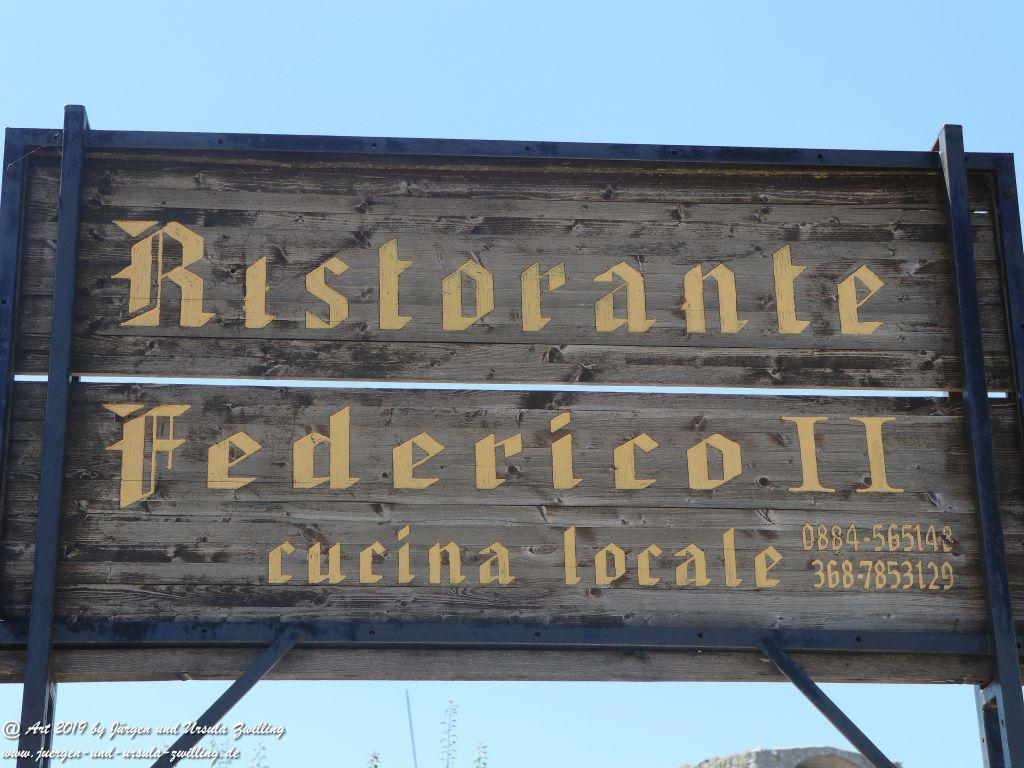 Ristorante
Federico II
cucina locale
0884-565143
368-7853129
@ Art 2019 by Jürgen und Ursula Zwilling
www.juergen-und-ursula-zwilling.de